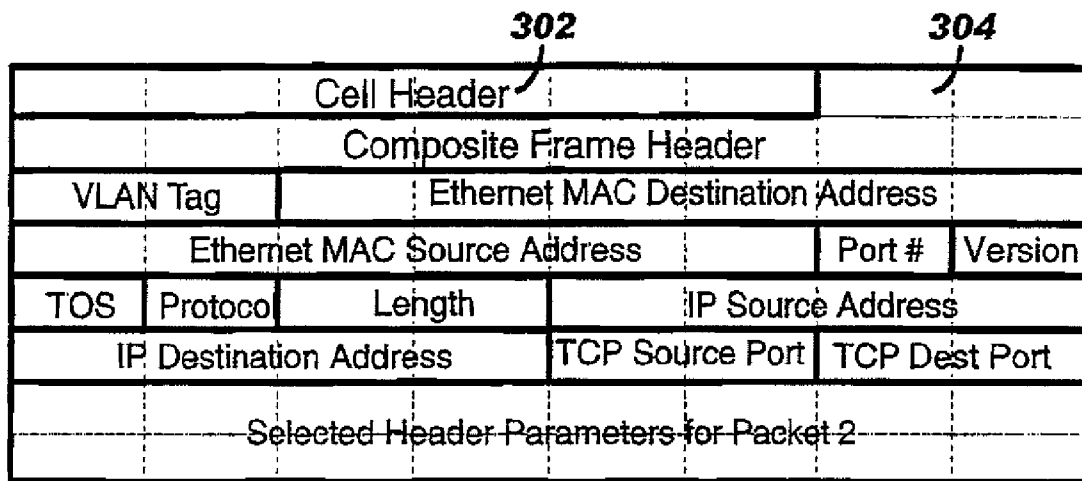 302 304
Cell Header
Composite Frame Header
VLAN Tag Ethernet MAC Destination Address
Ethernet MAC Source Address Port # Version
TOS Protocol Length IP Source Address
IP Destination Address TCP Source Port TCP Dest Port
Selected Header Parameters for Packet 2